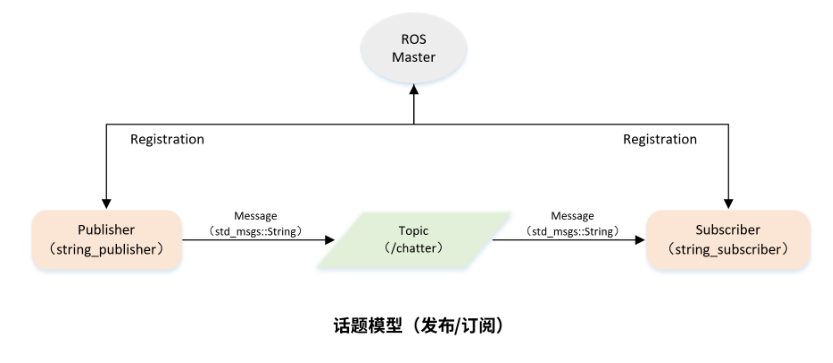 ROS
Master
Registration
Registration
Publisher
（string_publisher）
Message
（std_msgs::String）
Topic
（/chatter）
Message
（std_msgs::String）
Subscriber
（string_subscriber）
话题模型（发布/订阅）